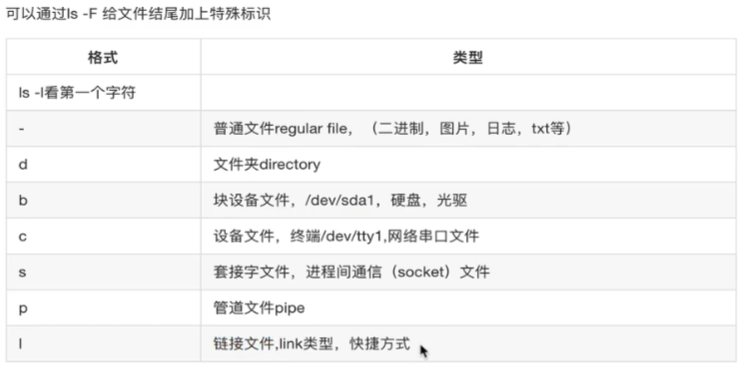 可以通过ls -F 给文件结尾加上特殊标识
格式 类型
ls -l看第一个字符
- 普通文件regular file，（二进制，图片，日志，txt等）
d 文件夹directory
b 块设备文件，/dev/sda1，硬盘，光驱
c 设备文件，终端/dev/tty1,网络串口文件
s 套接字文件，进程间通信（socket）文件
p 管道文件pipe
l 链接文件,link类型，快捷方式